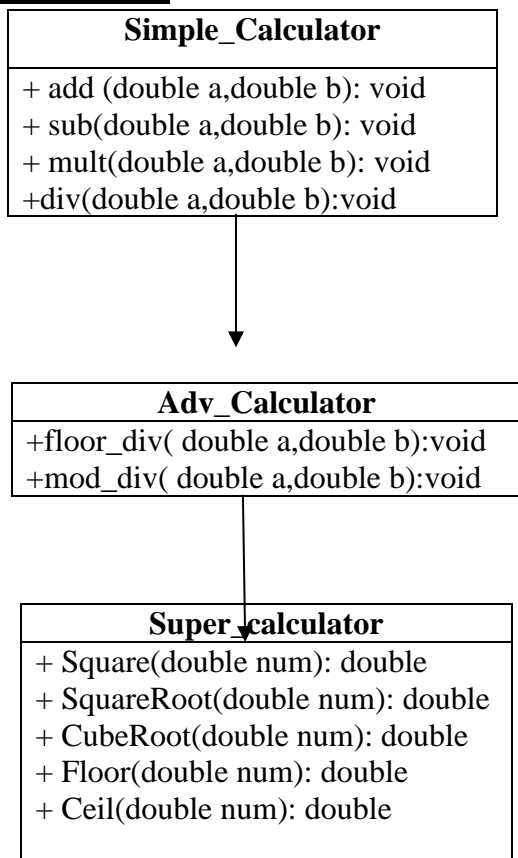 Simple_Calculator
+ add (double a,double b): void
+ sub(double a,double b): void
+ mult(double a,double b): void
+div(double a,double b):void
Adv_Calculator
+floor_div( double a,double b):void
+mod_div( double a,double b):void
Super_calculator
+ Square(double num): double
+ SquareRoot(double num): double
+ CubeRoot(double num): double
+ Floor(double num): double
+ Ceil(double num): double